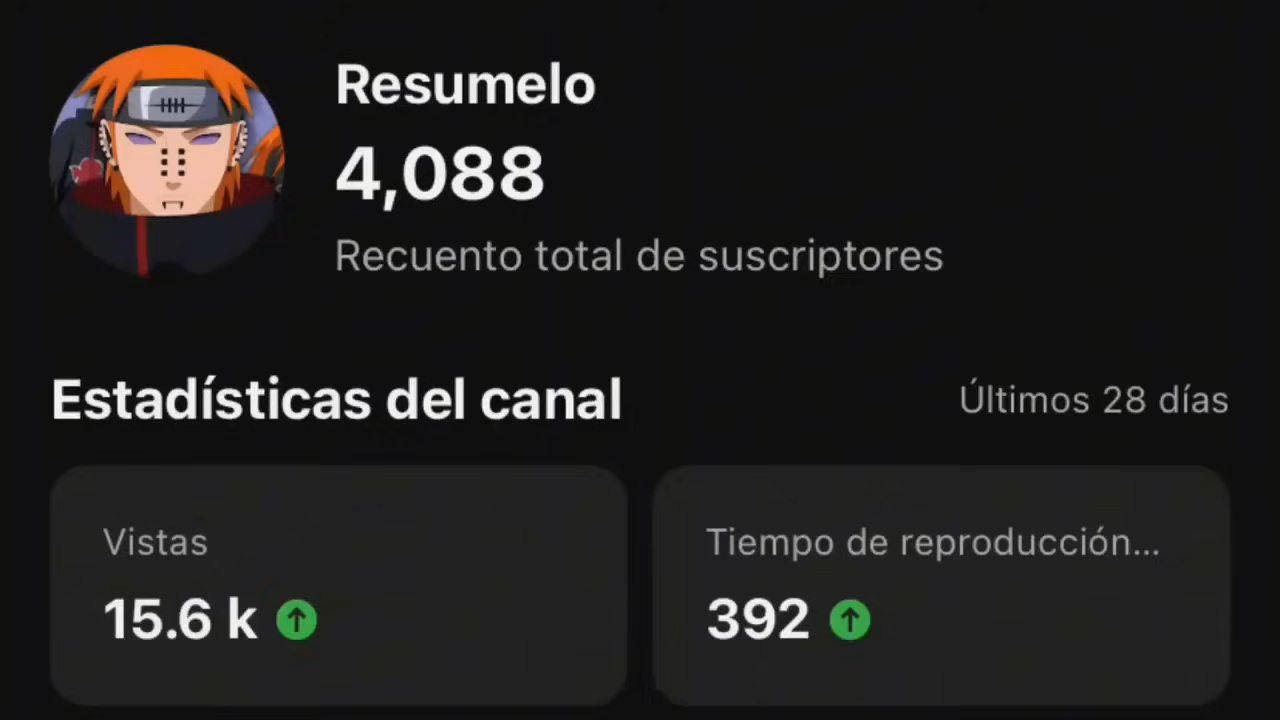 Resumelo
4,088
Recuento total de suscriptores
Estadísticas del canal
Últimos 28 días
Vistas
Tiempo de reproducción...
15.6 k
392